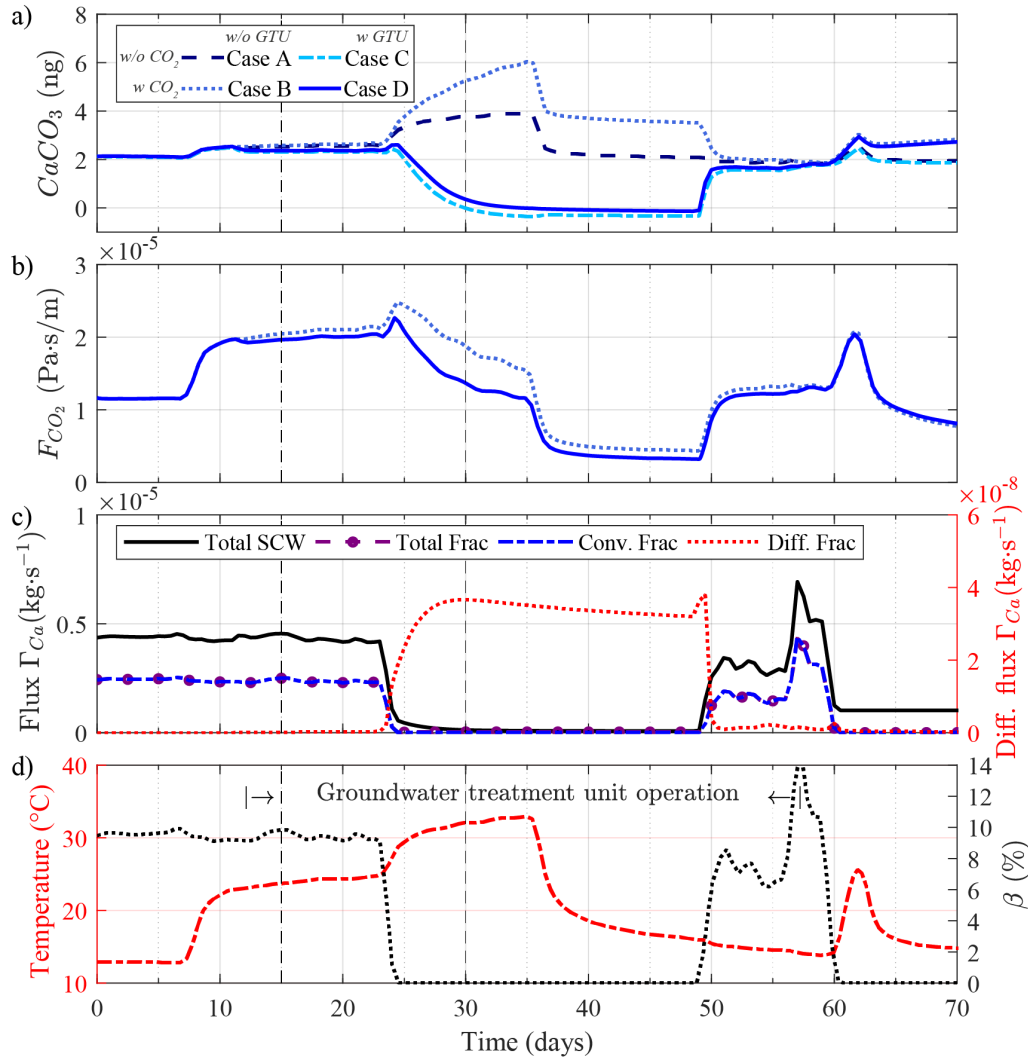 a)
CaCO3 (ng)
8
6
4
2
0
w/o GTU w GTU
w/o CO2 Case A Case C
w CO2 Case B Case D
b)
×10-5
FCO2 (Pa·s/m)
3
2
1
0
c)
×10-5
×10-8
Flux ΓCa(kg·s−1)
1
0.5
0
Total SCW Total Frac Conv. Frac Diff. Frac
6
4
2
0
Diff. flux ΓCa(kg·s−1)
d)
Temperature (°C)
40
30
20
10
|→ Groundwater treatment unit operation ←|
14
12
10
8
6
4
2
0
β (%)
0 10 20 30 40 50 60 70
Time (days)